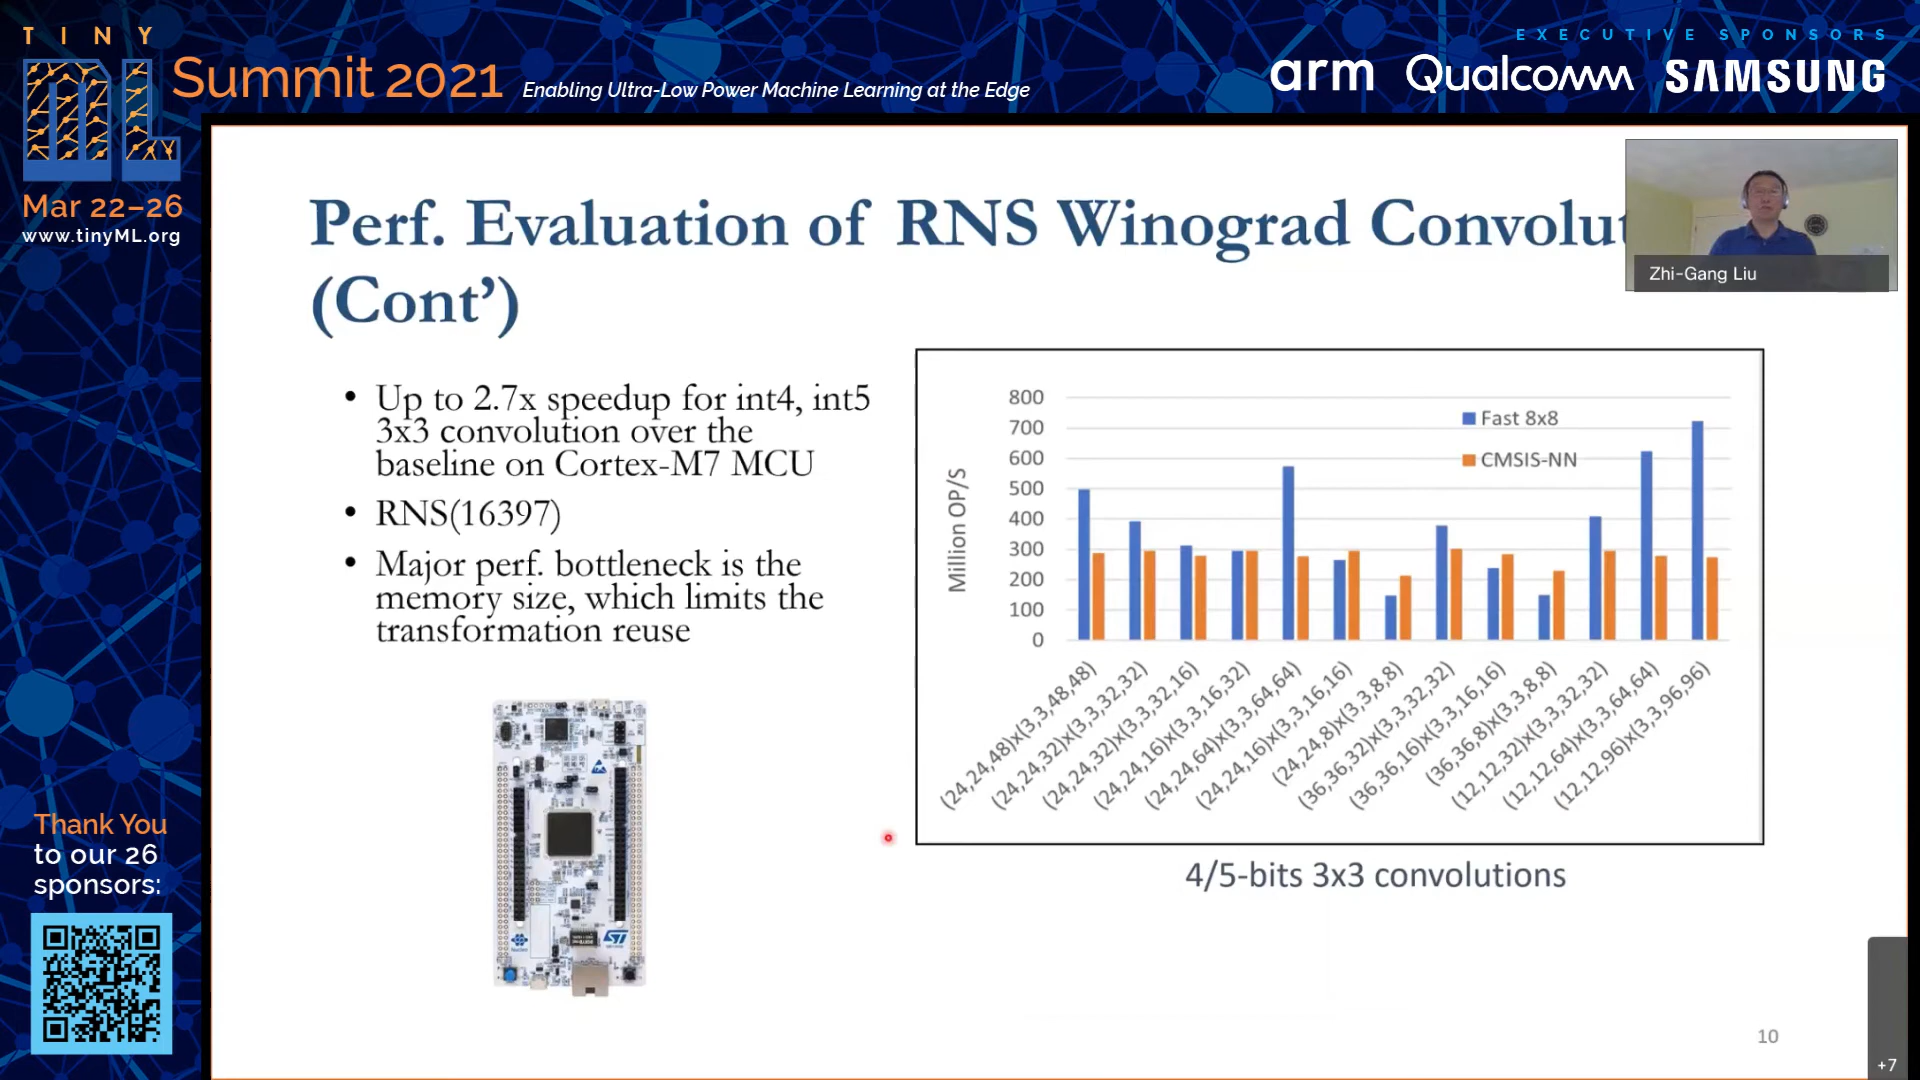 TINY
ML Summit 2021
Enabling Ultra-Low Power Machine Learning at the Edge
EXECUTIVE SPONSORS
arm Qualcomm SAMSUNG
Mar 22–26
www.tinyML.org
Perf. Evaluation of RNS Winograd Convolut
(Cont’)
Zhi-Gang Liu
• Up to 2.7x speedup for int4, int5
3x3 convolution over the
baseline on Cortex-M7 MCU
• RNS(16397)
• Major perf. bottleneck is the
memory size, which limits the
transformation reuse
Million OP/S
800
700
600
500
400
300
200
100
0
Fast 8x8
CMSIS-NN
(24,24,48)x(3,3,48,48)
(24,24,32)x(3,3,32,32)
(24,24,32)x(3,3,32,16)
(24,24,16)x(3,3,16,32)
(24,24,64)x(3,3,64,64)
(24,24,16)x(3,3,16,16)
(24,24,8)x(3,3,8,8)
(36,36,32)x(3,3,32,32)
(36,36,16)x(3,3,16,16)
(36,36,8)x(3,3,8,8)
(12,12,32)x(3,3,32,32)
(12,12,64)x(3,3,64,64)
(12,12,96)x(3,3,96,96)
4/5-bits 3x3 convolutions
ST
Thank You
to our 26
sponsors:
10
+7